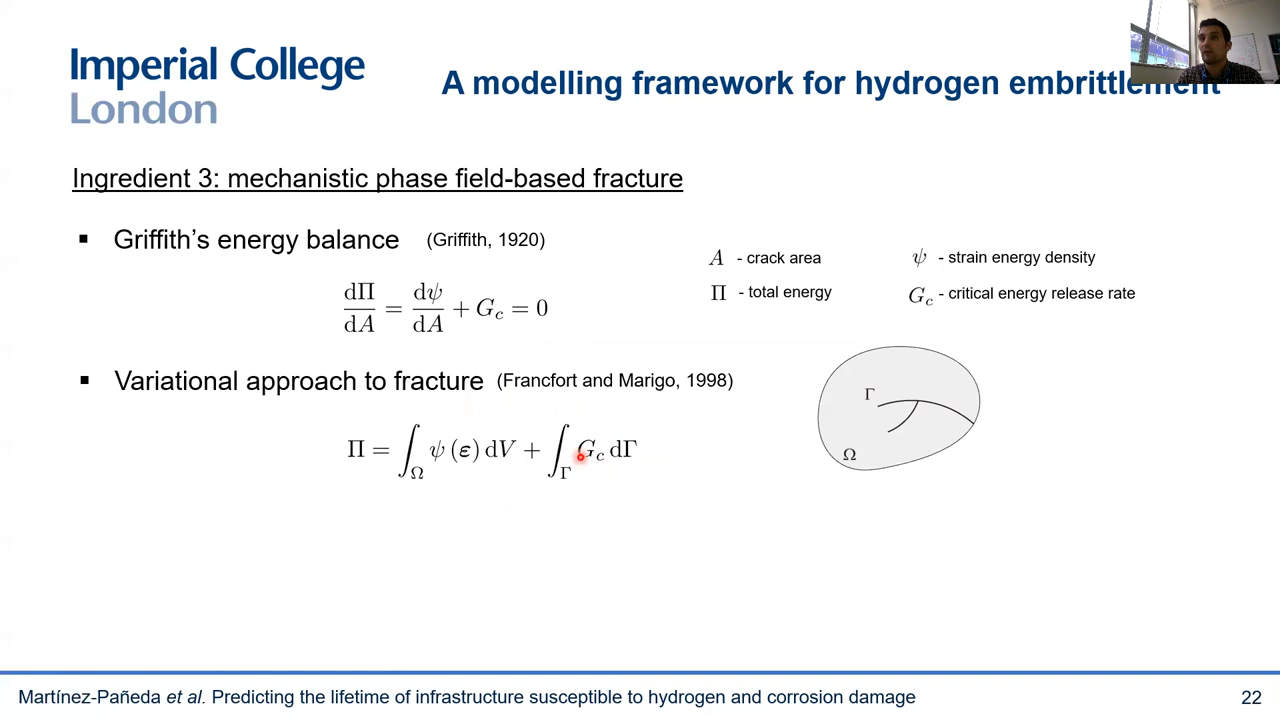 Imperial College
London
A modelling framework for hydrogen embrittlement
Ingredient 3: mechanistic phase field-based fracture
▪ Griffith's energy balance (Griffith, 1920)
A - crack area
ψ - strain energy density
Π - total energy
G_c - critical energy release rate
dΠ/dA = dψ/dA + G_c = 0
▪ Variational approach to fracture (Francfort and Marigo, 1998)
Π = ∫_Ω ψ (ε) dV + ∫_Γ G_c dΓ
Γ
Ω
Martínez-Pañeda et al. Predicting the lifetime of infrastructure susceptible to hydrogen and corrosion damage
22